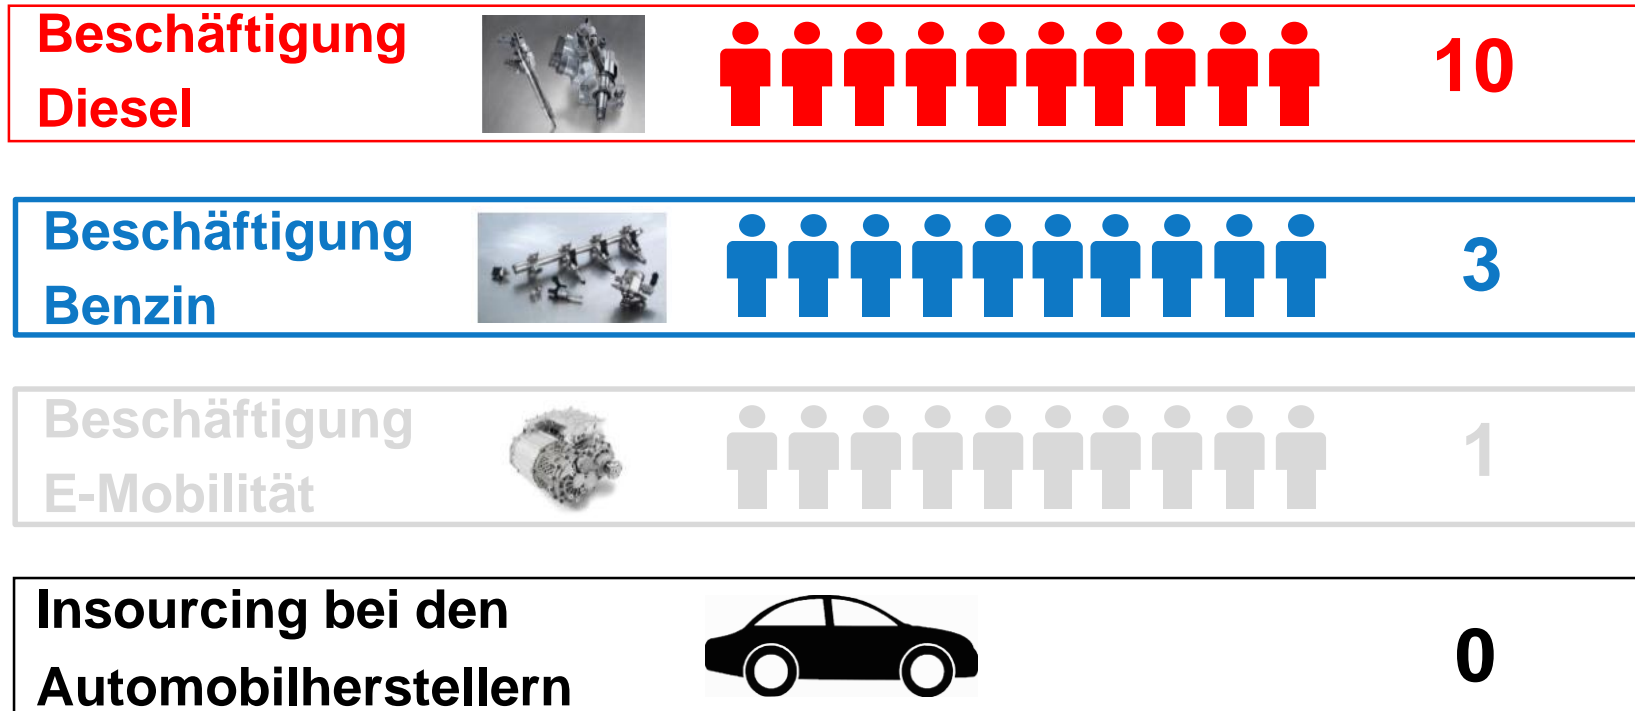 Beschäftigung
Diesel
10
Beschäftigung
Benzin
3
Beschäftigung
E-Mobilität
1
Insourcing bei den
Automobilherstellern
0